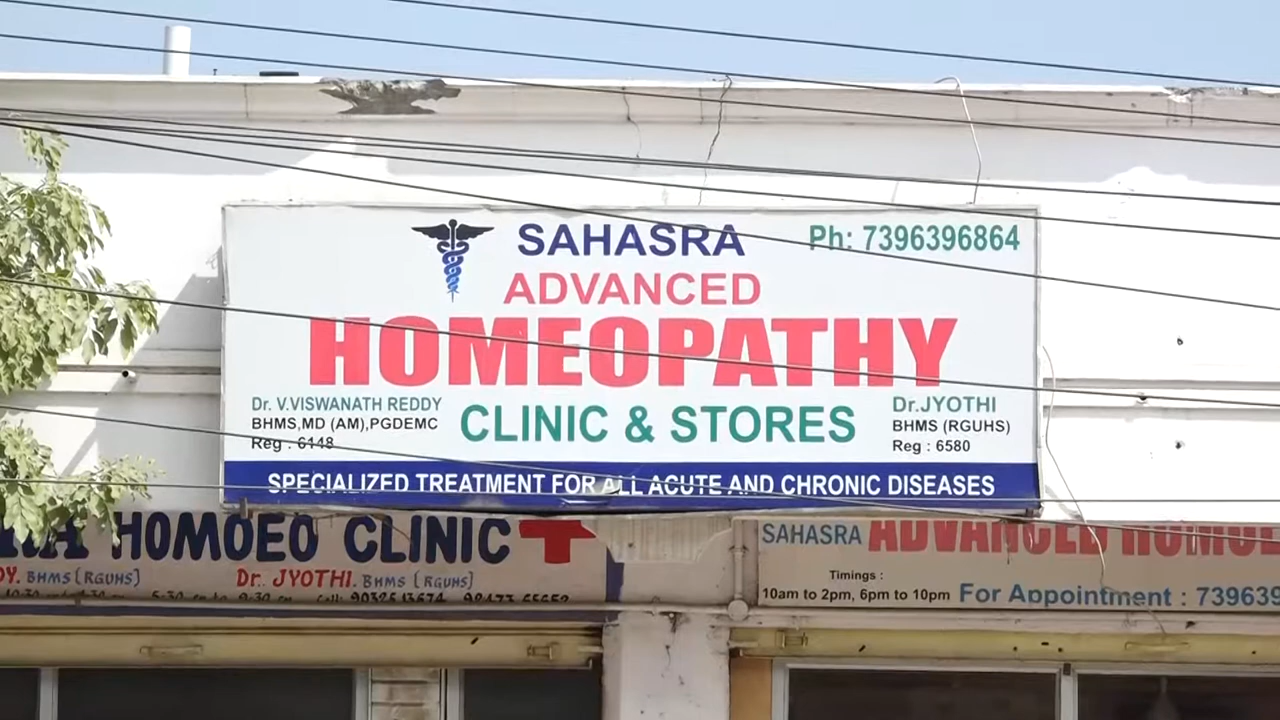 SAHASRA
Ph: 7396396864
ADVANCED
HOMEOPATHY
CLINIC & STORES
Dr. V.VISWANATH REDDY
BHMS,MD (AM),PGDEMC
Reg : 6148
Dr.JYOTHI
BHMS (RGUHS)
Reg : 6580
SPECIALIZED TREATMENT FOR ALL ACUTE AND CHRONIC DISEASES
HOMOEO CLINIC
BHMS (RGUHS)
Dr. JYOTHI. BHMS (RGUHS)
SAHASRA ADVANCED
Timings :
10am to 2pm, 6pm to 10pm
For Appointment : 739639